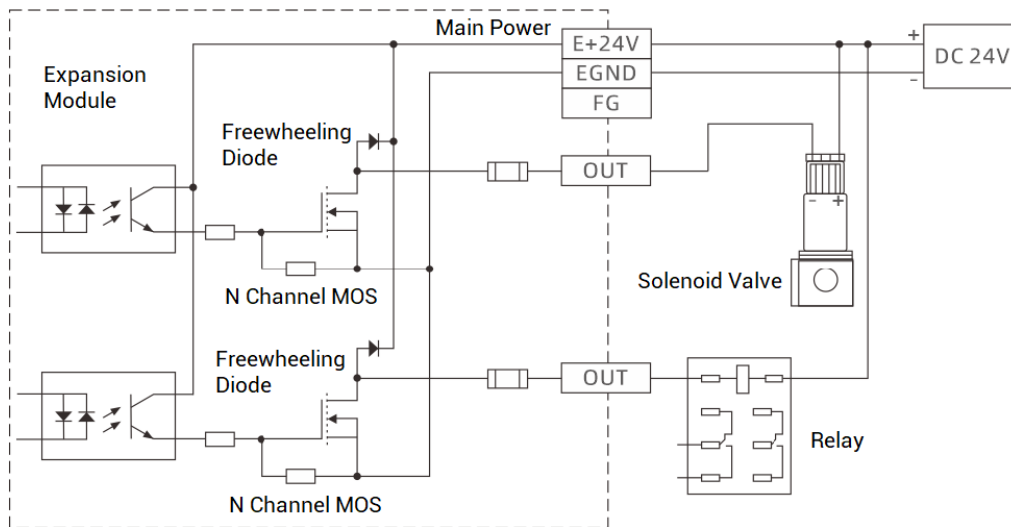 Main Power
E+24V
+
DC 24V
EGND
-
FG
Expansion
Module
Freewheeling
Diode
OUT
- +
Solenoid Valve
N Channel MOS
Freewheeling
Diode
OUT
Relay
N Channel MOS